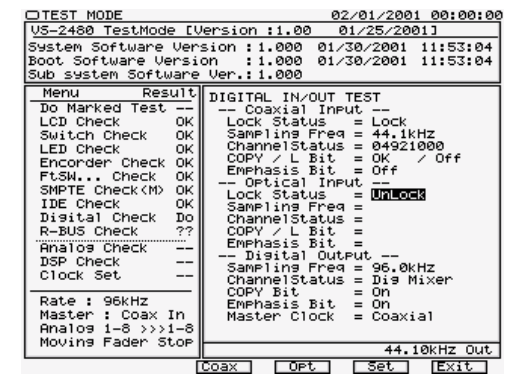 TEST MODE 02/01/2001 00:00:00
VS-2480 TestMode [Version :1.00 01/25/2001]
System Software Version :1.000 01/30/2001 11:53:04
Boot Software Version :1.000 01/30/2001 11:53:04
Sub system Software Ver.:1.000
Menu Result
Do Marked Test --
LCD Check OK
Switch Check OK
LED Check OK
Encorder Check OK
FtSW... Check OK
SMPTE Check(M) OK
IDE Check OK
Digital Check Do
R-BUS Check ??
Analog Check --
DSP Check --
Clock Set --
Rate : 96kHz
Master : Coax In
Analog 1-8 >>>1-8
Moving Fader Stop
DIGITAL IN/OUT TEST
-- Coaxial Input --
Lock Status = Lock
Sampling Freq = 44.1kHz
ChannelStatus = 04921000
COPY / L Bit = OK / Off
Emphasis Bit = Off
-- Optical Input --
Lock Status = UnLock
Sampling Freq =
ChannelStatus =
COPY / L Bit =
Emphasis Bit =
-- Digital Output --
Sampling Freq = 96.0kHz
ChannelStatus = Dig Mixer
COPY Bit = On
Emphasis Bit = On
Master Clock = Coaxial
44.10kHz Out
Coax Opt Set Exit